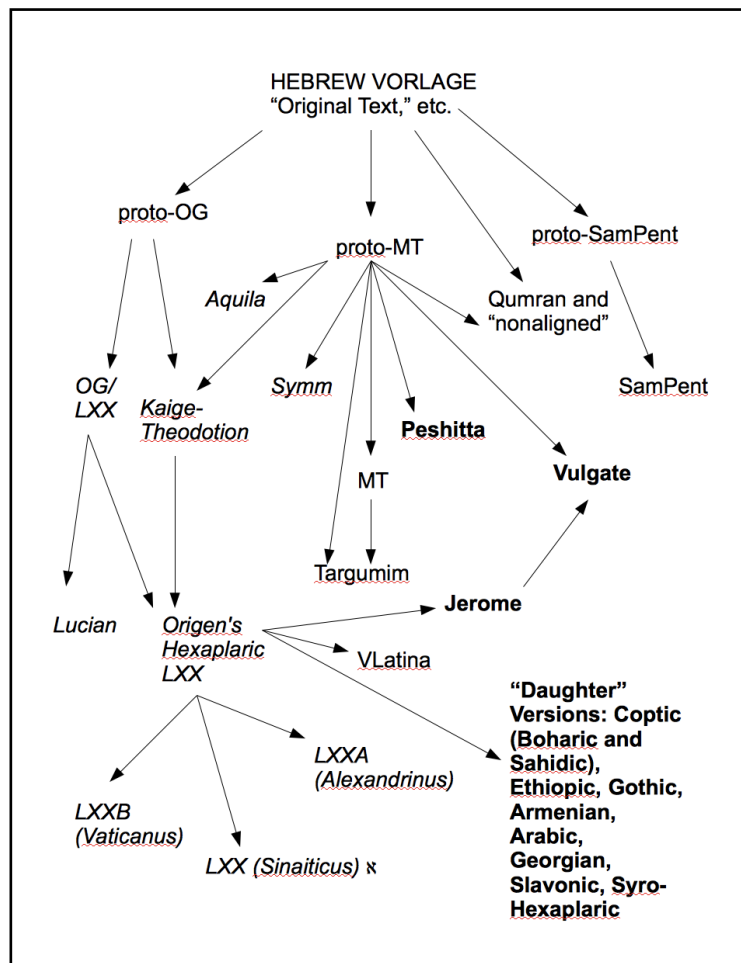 HEBREW VORLAGE
“Original Text,” etc.
proto-OG
proto-SamPent
proto-MT
Aquila
Qumran and
“nonaligned”
OG/
LXX
Kaige-
Theodotion
Symm
SamPent
Peshitta
Vulgate
MT
Targumim
Jerome
Lucian
Origen's
Hexaplaric
LXX
VLatina
“Daughter”
Versions: Coptic
(Boharic and
Sahidic),
Ethiopic, Gothic,
Armenian,
Arabic,
Georgian,
Slavonic, Syro-
Hexaplaric
LXXA
(Alexandrinus)
LXXB
(Vaticanus)
LXX (Sinaiticus) א